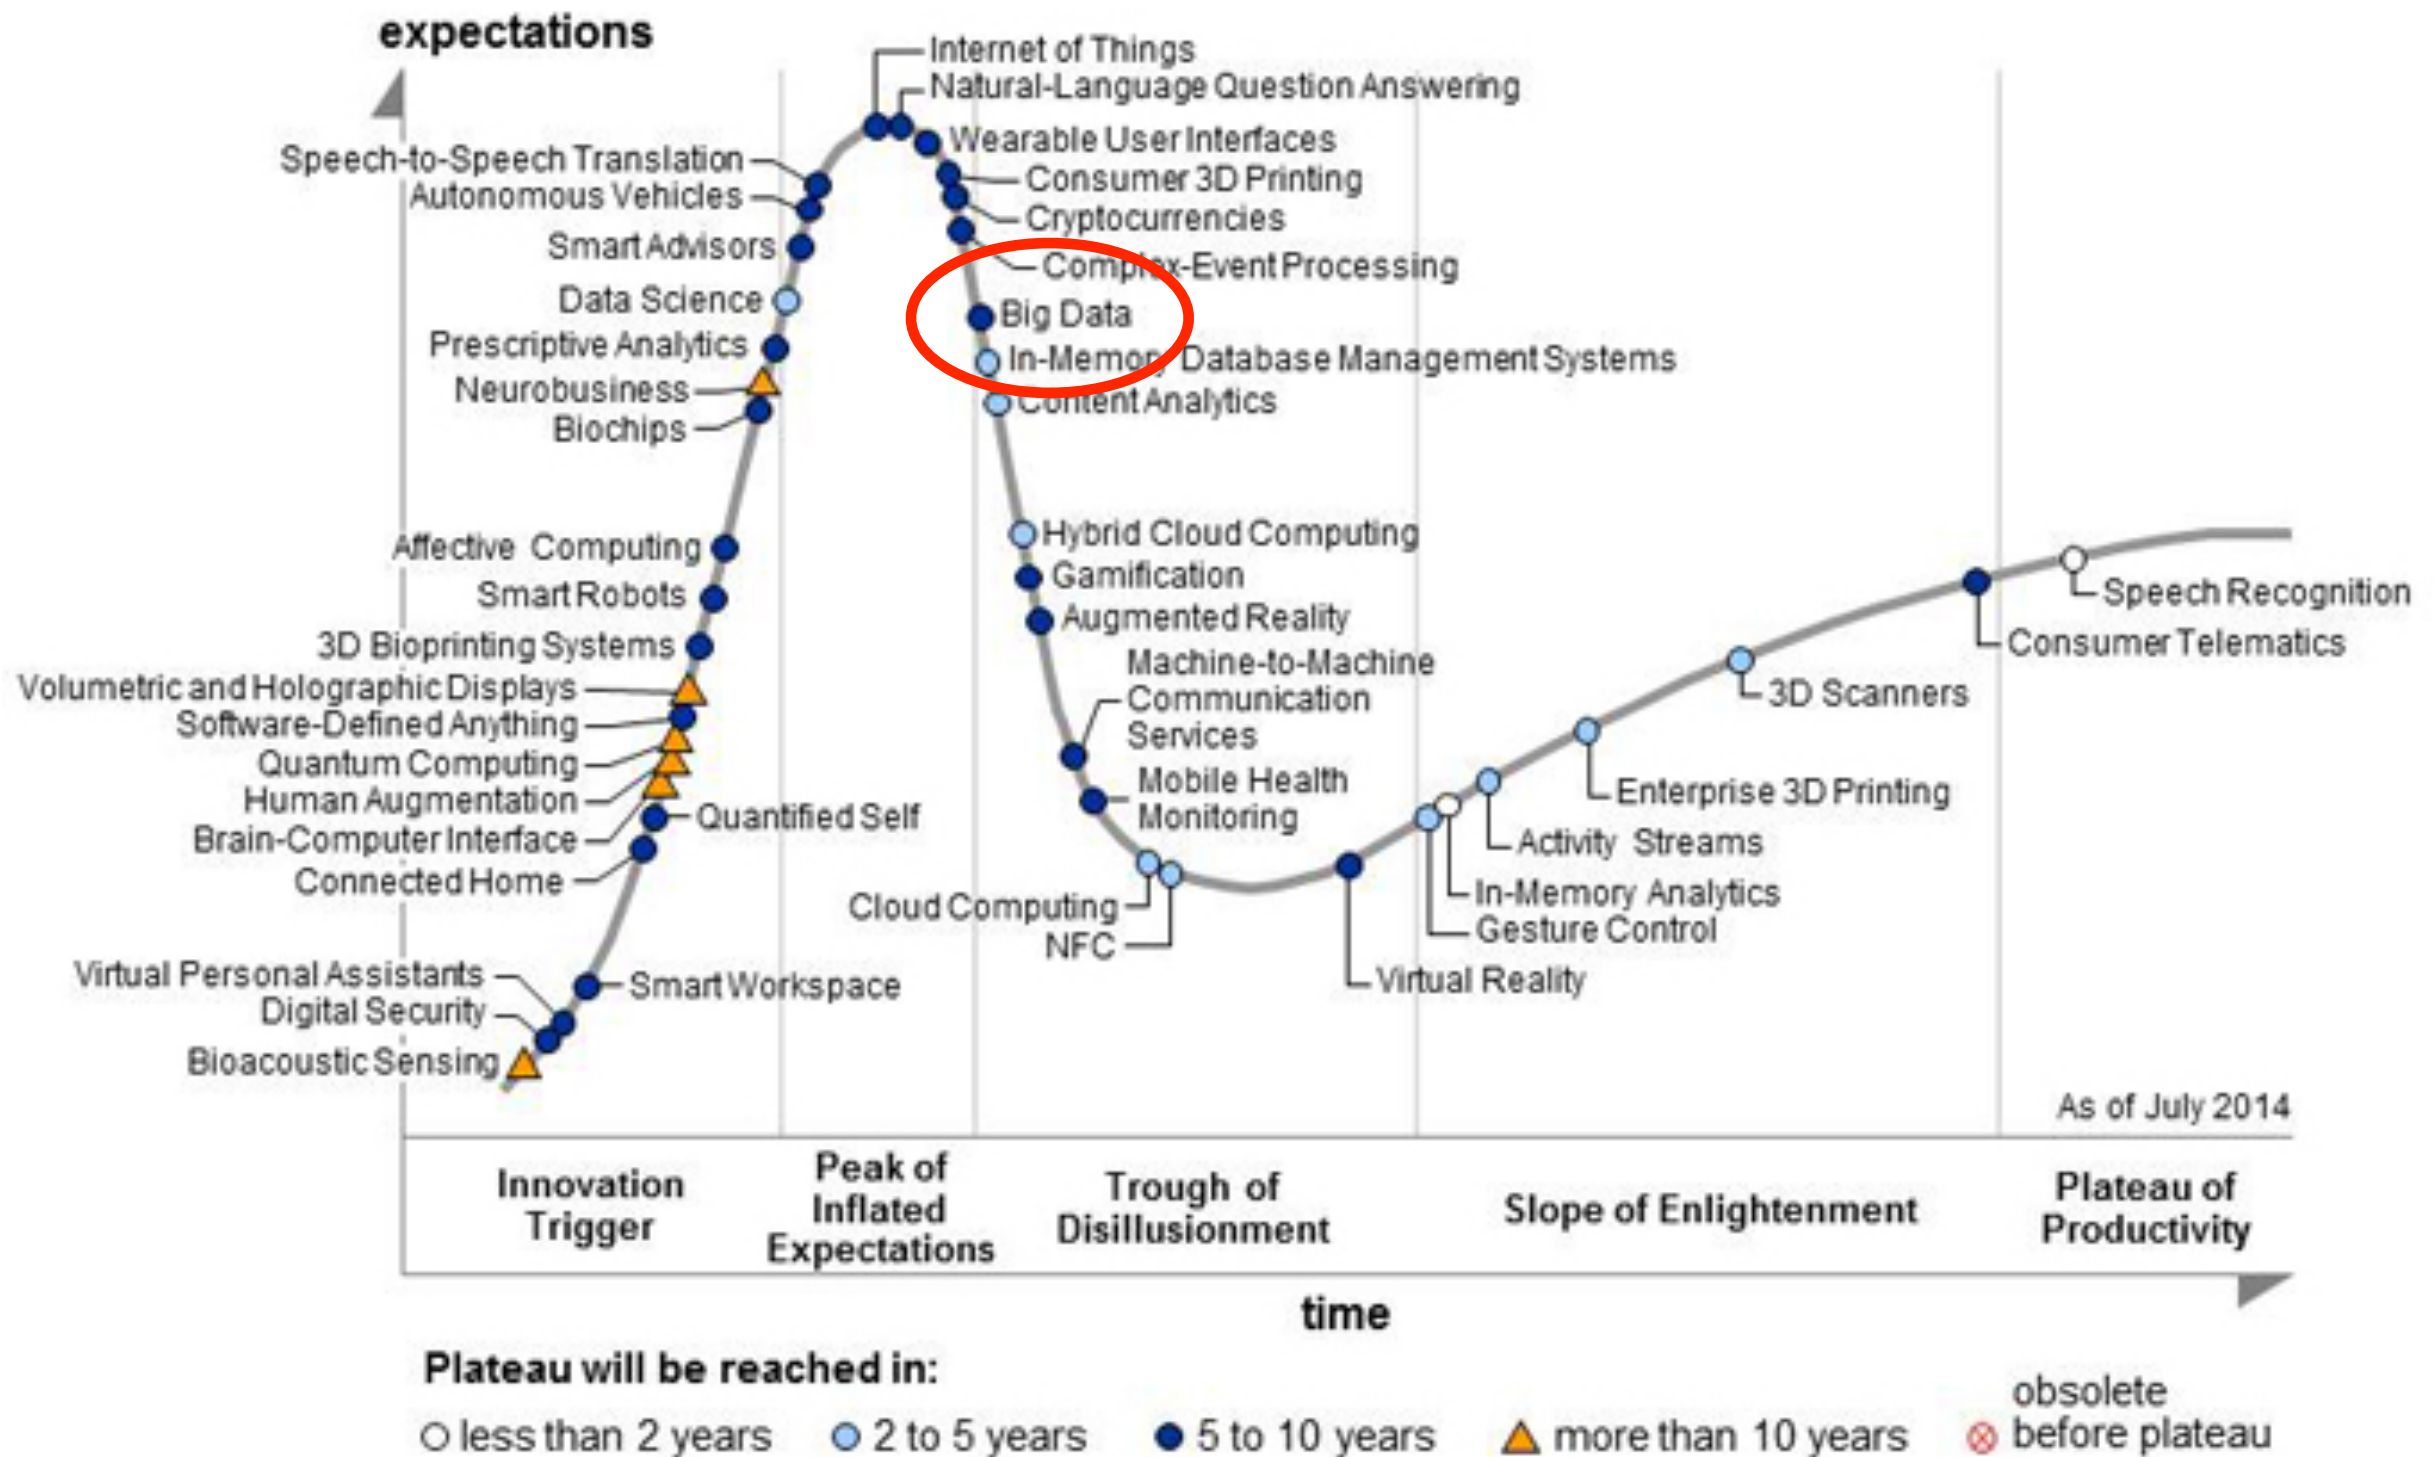 expectations
Internet of Things
Natural-Language Question Answering
Wearable User Interfaces
Speech-to-Speech Translation
Consumer 3D Printing
Autonomous Vehicles
Cryptocurrencies
Smart Advisors
Complex-Event Processing
Data Science
Big Data
Prescriptive Analytics
In-Memory Database Management Systems
Neurobusiness
Content Analytics
Biochips
Affective Computing
Hybrid Cloud Computing
Smart Robots
Gamification
3D Bioprinting Systems
Augmented Reality
Volumetric and Holographic Displays
Machine-to-Machine
Communication
Services
Software-Defined Anything
Quantum Computing
Mobile Health
Monitoring
Human Augmentation
Quantified Self
Brain-Computer Interface
Connected Home
Cloud Computing
NFC
Virtual Personal Assistants
Smart Workspace
Digital Security
Bioacoustic Sensing
Speech Recognition
Consumer Telematics
3D Scanners
Enterprise 3D Printing
Activity Streams
In-Memory Analytics
Gesture Control
Virtual Reality
As of July 2014
Innovation
Trigger
Peak of
Inflated
Expectations
Trough of
Disillusionment
Slope of Enlightenment
Plateau of
Productivity
time
Plateau will be reached in:
less than 2 years
2 to 5 years
5 to 10 years
more than 10 years
obsolete
before plateau